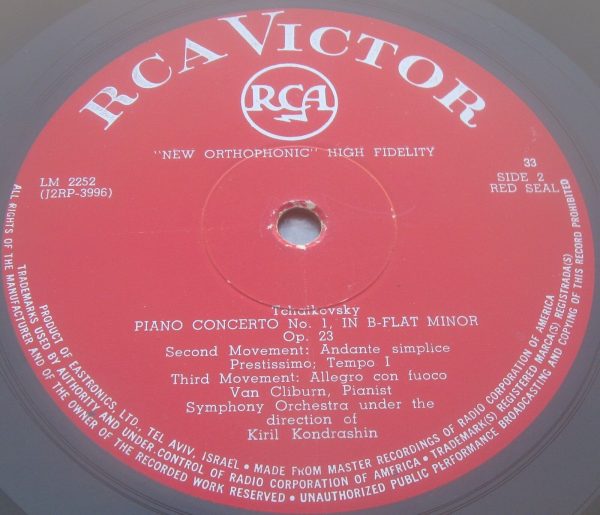 RCA VICTOR
RCA
"NEW ORTHOPHONIC" HIGH FIDELITY
LM 2252
(J2RP-3996)
33
SIDE 2
RED SEAL
Tchaikovsky
PIANO CONCERTO No. 1, IN B-FLAT MINOR
Op. 23
Second Movement: Andante simplice
Prestissimo; Tempo I
Third Movement: Allegro con fuoco
Van Cliburn, Pianist
Symphony Orchestra under the
direction of
Kiril Kondrashin
PRODUCT OF EASTRONICS, LTD. TEL AVIV, ISRAEL • MADE FROM MASTER RECORDINGS OF RADIO CORPORATION OF AMERICA
TRADEMARKS USED BY AUTHORITY AND UNDER CONTROL OF RADIO CORPORATION OF AMFRICA • TRADEMARK(S) REGISTERED MARCA(S) REGISTRADA(S)
ALL RIGHTS OF THE MANUFACTURER AND OF THE OWNER OF THE RECORDED WORK RESERVED • UNAUTHORIZED PUBLIC PERFORMANCE BROADCASTING AND COPYING OF THIS RECORD PROHIBITED